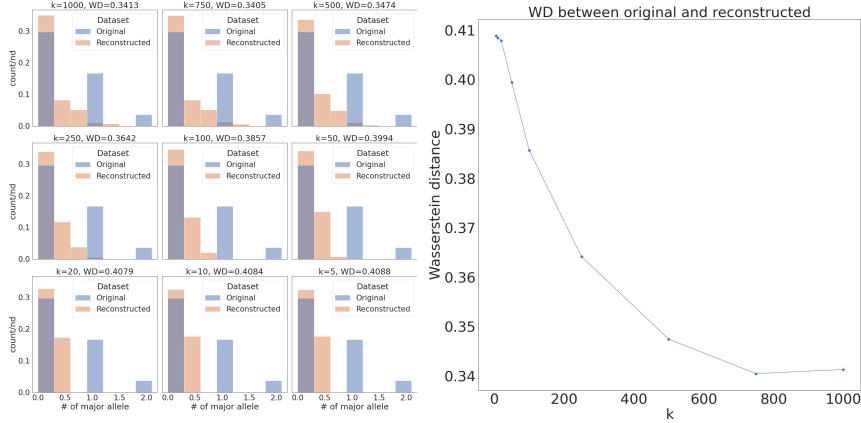 k=1000, WD=0.3413
k=750, WD=0.3405
k=500, WD=0.3474
count/nd
0.3
0.2
0.1
0.0
Dataset
Original
Reconstructed
Dataset
Original
Reconstructed
Dataset
Original
Reconstructed
k=250, WD=0.3642
k=100, WD=0.3857
k=50, WD=0.3994
count/nd
0.3
0.2
0.1
0.0
Dataset
Original
Reconstructed
Dataset
Original
Reconstructed
Dataset
Original
Reconstructed
k=20, WD=0.4079
k=10, WD=0.4084
k=5, WD=0.4088
count/nd
0.3
0.2
0.1
0.0
Dataset
Original
Reconstructed
Dataset
Original
Reconstructed
Dataset
Original
Reconstructed
0.0 0.5 1.0 1.5 2.0
0.0 0.5 1.0 1.5 2.0
0.0 0.5 1.0 1.5 2.0
# of major allele
# of major allele
# of major allele
WD between original and reconstructed
Wasserstein distance
0.41
0.40
0.39
0.38
0.37
0.36
0.35
0.34
0 200 400 600 800 1000
k